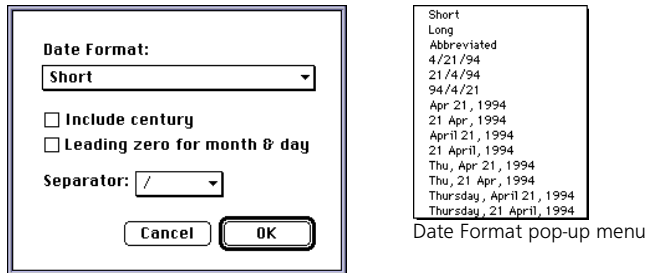 Date Format:
Short
Include century
Leading zero for month & day
Separator: /
Cancel OK
Short
Long
Abbreviated
4/21/94
21/4/94
94/4/21
Apr 21, 1994
21 Apr, 1994
April 21, 1994
21 April, 1994
Thu, Apr 21, 1994
Thu, 21 Apr, 1994
Thursday, April 21, 1994
Thursday, 21 April, 1994
Date Format pop-up menu